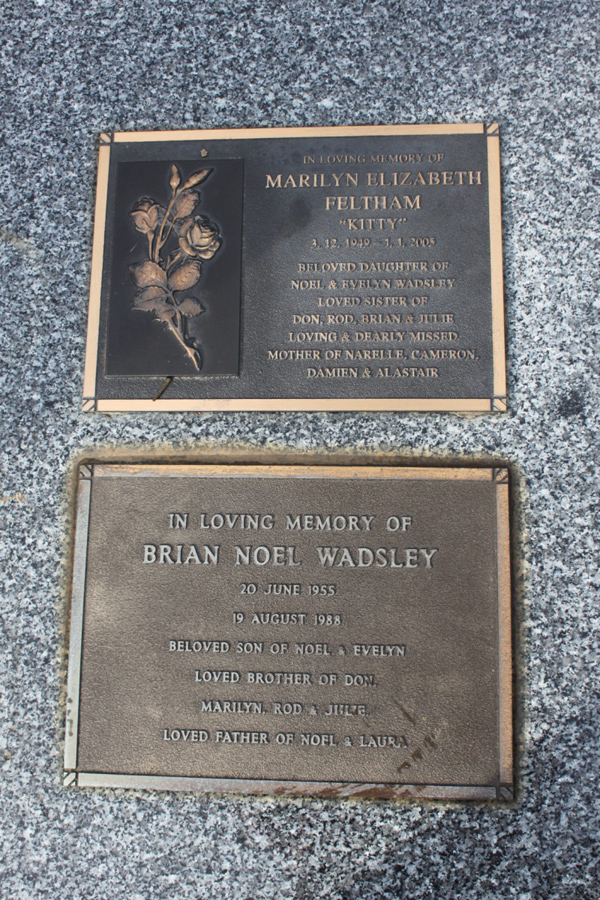 IN LOVING MEMORY OF
MARILYN ELIZABETH
FELTHAM
"KITTY"
3. 12. 1949 - 1. 1. 2005
BELOVED DAUGHTER OF
NOEL & EVELYN WADSLEY
LOVED SISTER OF
DON, ROD, BRIAN & JULIE
LOVING & DEARLY MISSED
MOTHER OF NARELLE, CAMERON,
DAMIEN & ALASTAIR
IN LOVING MEMORY OF
BRIAN NOEL WADSLEY
20 JUNE 1955
19 AUGUST 1988
BELOVED SON OF NOEL & EVELYN
LOVED BROTHER OF DON,
MARILYN, ROD & JULIE,
LOVED FATHER OF NOEL & LAURA